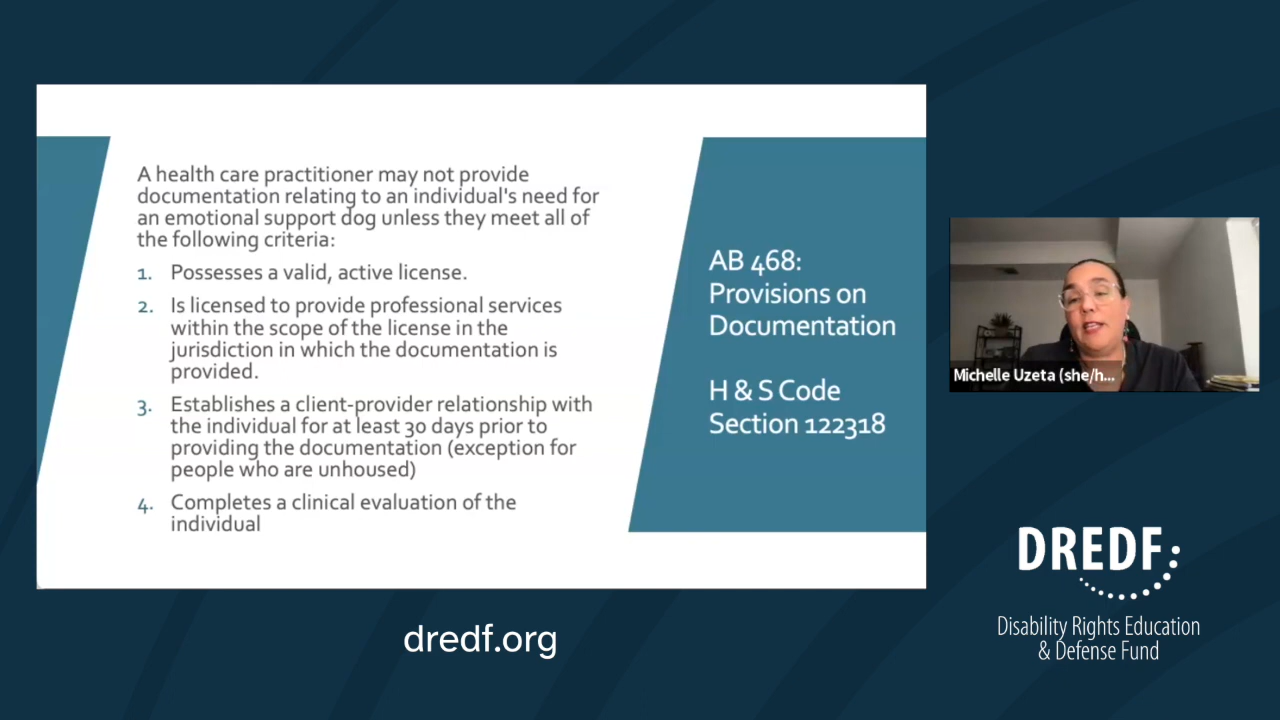 A health care practitioner may not provide
documentation relating to an individual's need for
an emotional support dog unless they meet all of
the following criteria:
1. Possesses a valid, active license.
2. Is licensed to provide professional services
within the scope of the license in the
jurisdiction in which the documentation is
provided.
3. Establishes a client-provider relationship with
the individual for at least 30 days prior to
providing the documentation (exception for
people who are unhoused)
4. Completes a clinical evaluation of the
individual
AB 468:
Provisions on
Documentation
H & S Code
Section 122318
Michelle Uzeta (she/h...
dredf.org
DREDF
Disability Rights Education
& Defense Fund